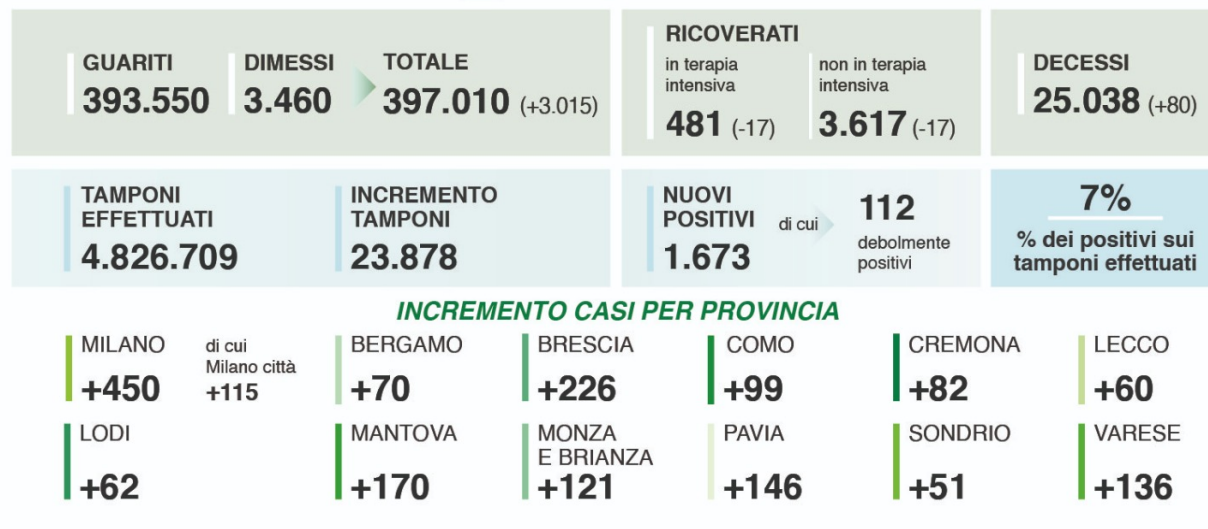 GUARITI
393.550
DIMESSI
3.460
TOTALE
397.010 (+3.015)
RICOVERATI
in terapia
intensiva
481 (-17)
non in terapia
intensiva
3.617 (-17)
DECESSI
25.038 (+80)
TAMPONI
EFFETTUATI
4.826.709
INCREMENTO
TAMPONI
23.878
NUOVI
POSITIVI
1.673
di cui
112
debolmente
positivi
7%
% dei positivi sui
tamponi effettuati
INCREMENTO CASI PER PROVINCIA
MILANO
+450
di cui
Milano città
+115
BERGAMO
+70
BRESCIA
+226
COMO
+99
CREMONA
+82
LECCO
+60
LODI
+62
MANTOVA
+170
MONZA
E BRIANZA
+121
PAVIA
+146
SONDRIO
+51
VARESE
+136